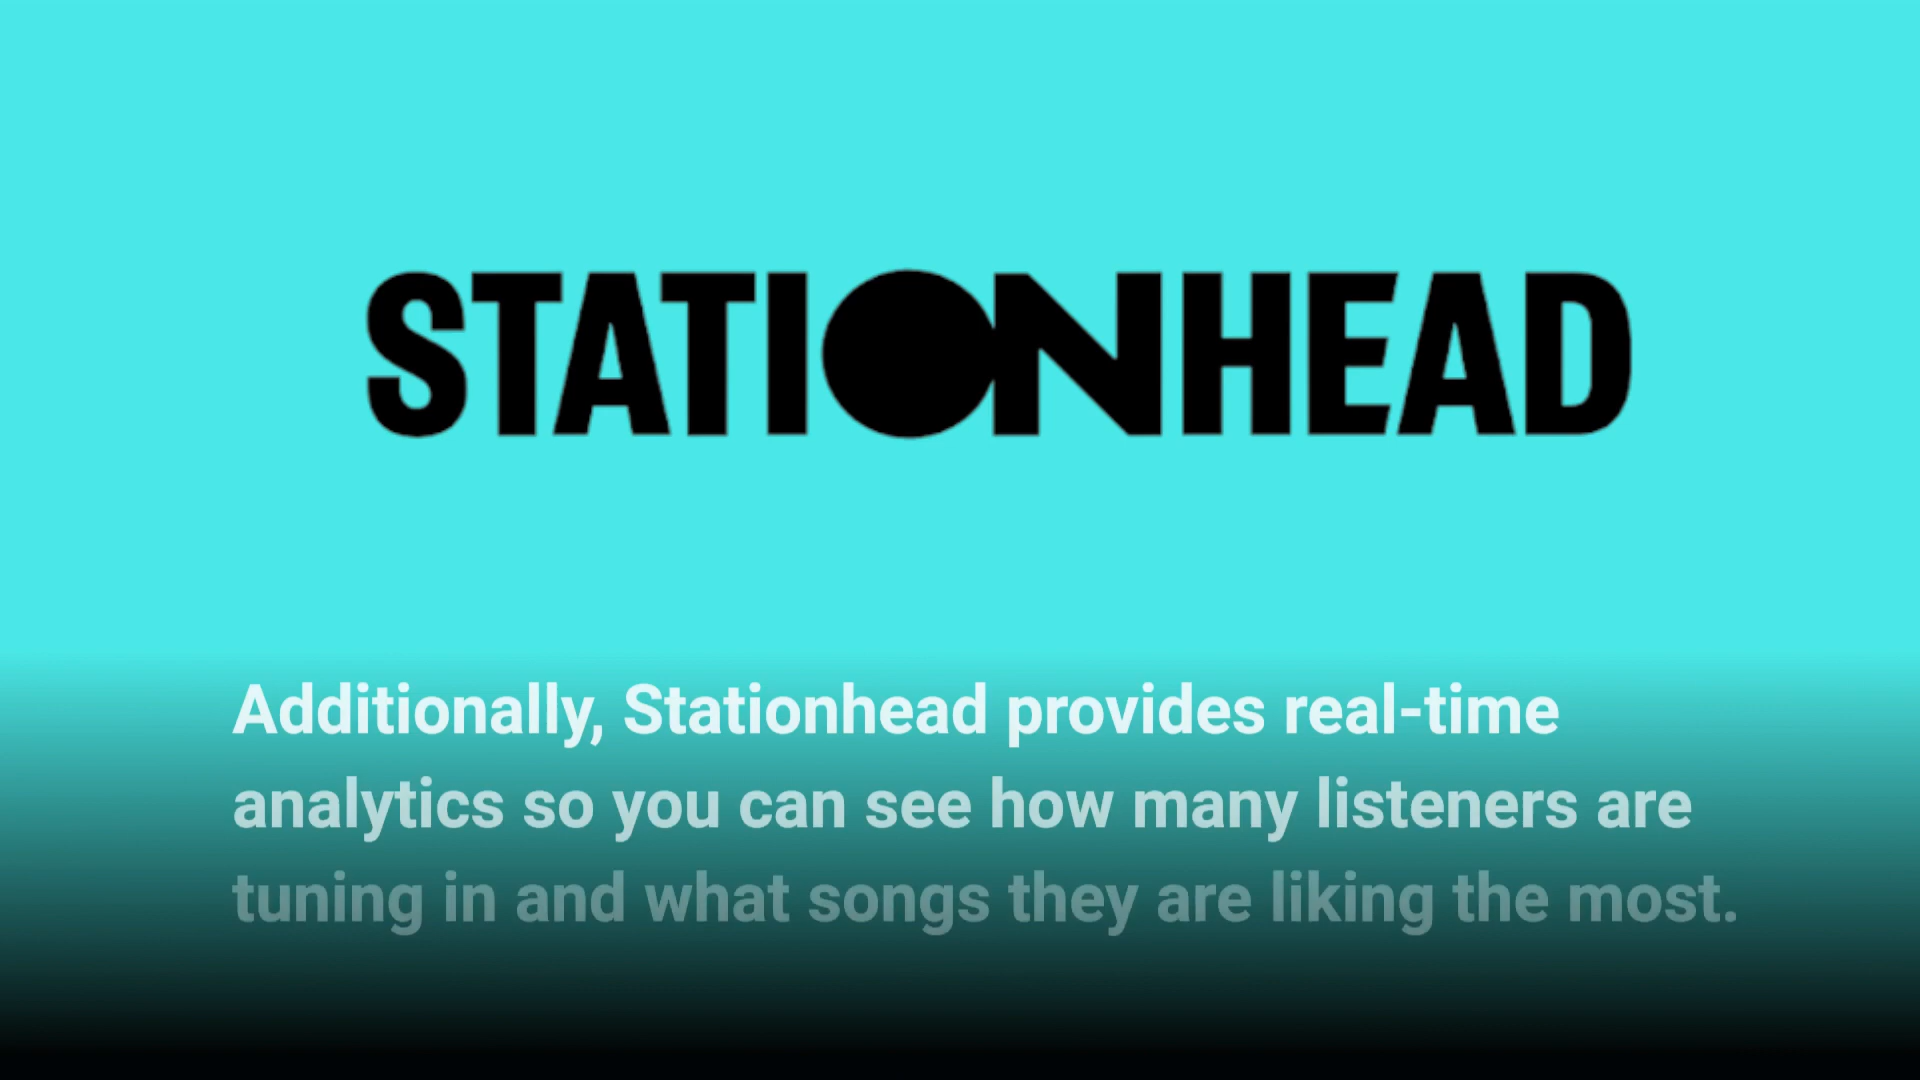 STATIONHEAD
Additionally, Stationhead provides real-time
analytics so you can see how many listeners are
tuning in and what songs they are liking the most.